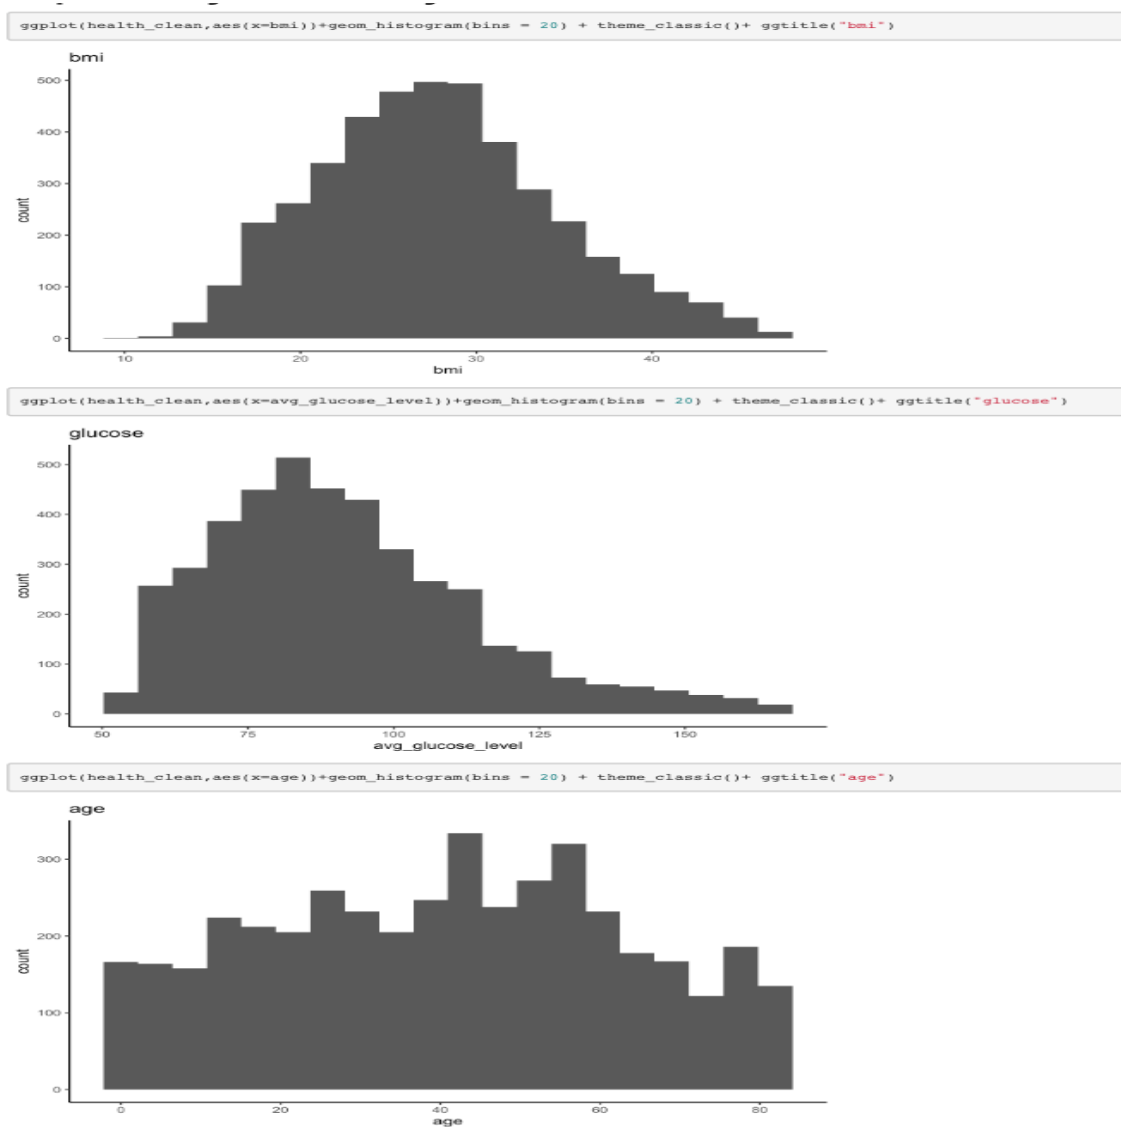 ggplot(health_clean,aes(x=bmi))+geom_histogram(bins = 20) + theme_classic()+ ggtitle("bmi")
bmi
500
400
300
200
100
0
count
10 20 30 40
bmi
ggplot(health_clean,aes(x=avg_glucose_level))+geom_histogram(bins = 20) + theme_classic()+ ggtitle("glucose")
glucose
500
400
300
200
100
0
count
50 75 100 125 150
avg_glucose_level
ggplot(health_clean,aes(x=age))+geom_histogram(bins = 20) + theme_classic()+ ggtitle("age")
age
300
200
100
0
count
0 20 40 60 80
age